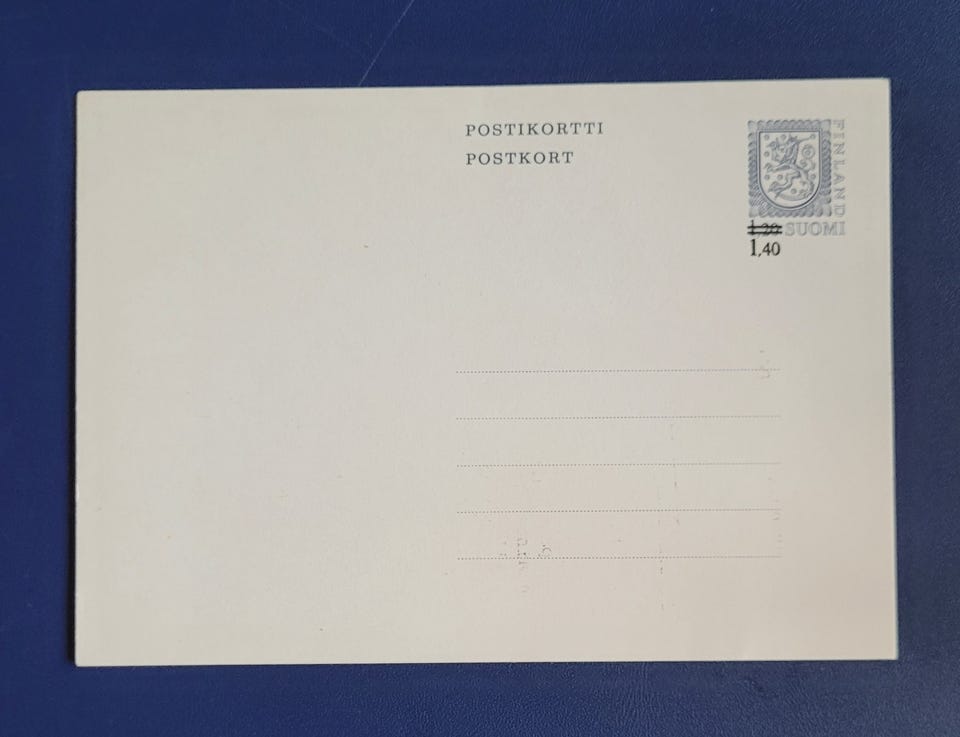 POSTIKORTTI
POSTKORT
FINLAND
1,20 SUOMI
1,40